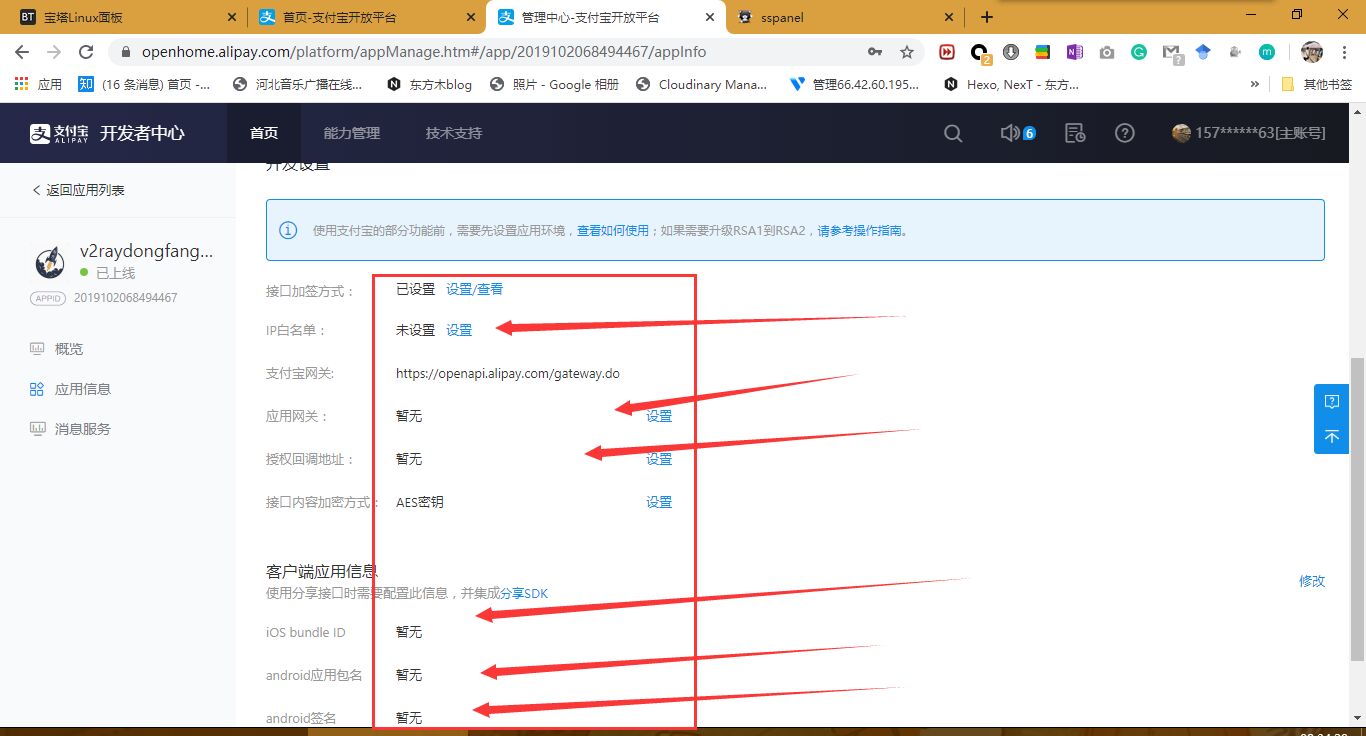 BT 宝塔Linux面板
首页-支付宝开放平台
管理中心-支付宝开放平台
sspanel
openhome.alipay.com/platform/appManage.htm#/app/2019102068494467/appInfo
应用
知 (16 条消息) 首页 -...
河北音乐广播在线...
东方木blog
照片 - Google 相册
Cloudinary Mana...
管理66.42.60.195...
Hexo, NexT - 东方...
其他书签
支付宝 ALIPAY 开发者中心
首页
能力管理
技术支持
6
157******63[主账号]
返回应用列表
v2raydongfang...
已上线
APPID 2019102068494467
概览
应用信息
消息服务
开发设置
使用支付宝的部分功能前，需要先设置应用环境，查看如何使用；如果需要升级RSA1到RSA2，请参考操作指南。
接口加签方式： 已设置 设置/查看
IP白名单： 未设置 设置
支付宝网关: https://openapi.alipay.com/gateway.do
应用网关： 暂无 设置
授权回调地址： 暂无 设置
接口内容加密方式： AES密钥 设置
客户端应用信息
修改
使用分享接口时需要配置此信息，并集成分享SDK
iOS bundle ID 暂无
android应用包名 暂无
android签名 暂无